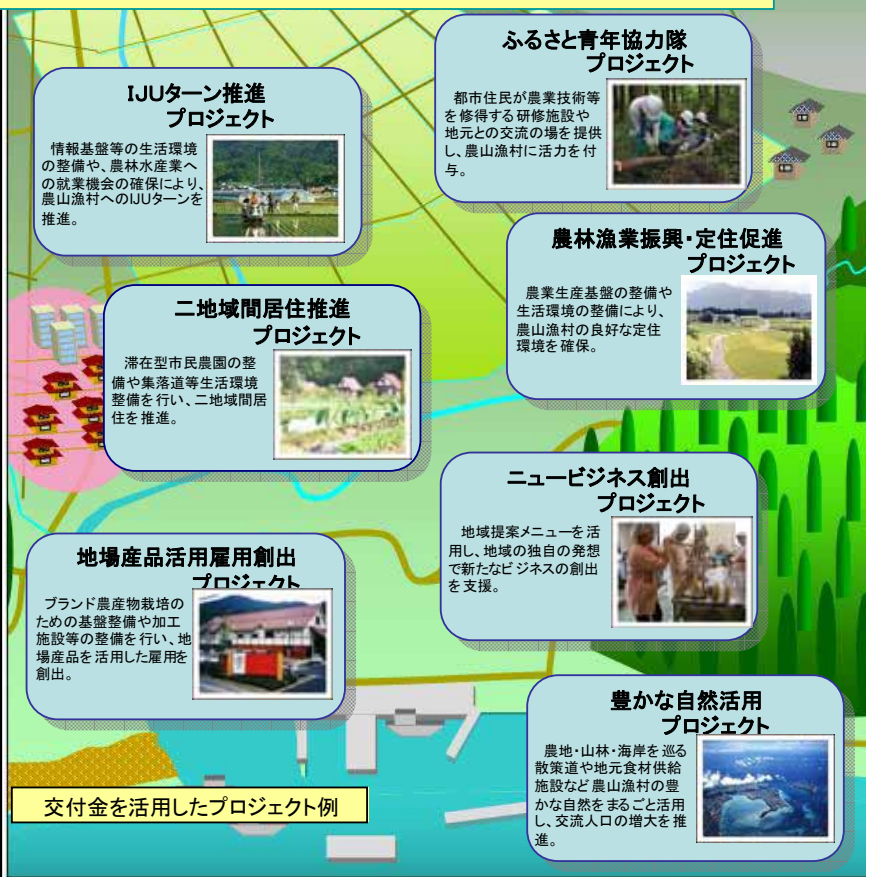 ふるさと青年協力隊
プロジェクト
都市住民が農業技術等
を修得する研修施設や
地元との交流の場を提供
し、農山漁村に活力を付
与。
IJUターン推進
プロジェクト
情報基盤等の生活環境
の整備や、農林水産業へ
の就業機会の確保により、
農山漁村へのIJUターンを
推進。
農林漁業振興・定住促進
プロジェクト
農業生産基盤の整備や
生活環境の整備により、
農山漁村の良好な定住
環境を確保。
二地域間居住推進
プロジェクト
滞在型市民農園の整
備や集落道等生活環境
整備を行い、二地域間居
住を推進。
ニュービジネス創出
プロジェクト
地域提案メニューを活
用し、地域の独自の発想
で新たなビジネスの創出
を支援。
地場産品活用雇用創出
プロジェクト
ブランド農産物栽培の
ための基盤整備や加工
施設等の整備を行い、地
場産品を活用した雇用を
創出。
豊かな自然活用
プロジェクト
農地・山林・海岸を巡る
散策道や地元食材供給
施設など農山漁村の豊
かな自然をまるごと活用
し、交流人口の増大を推
進。
交付金を活用したプロジェクト例